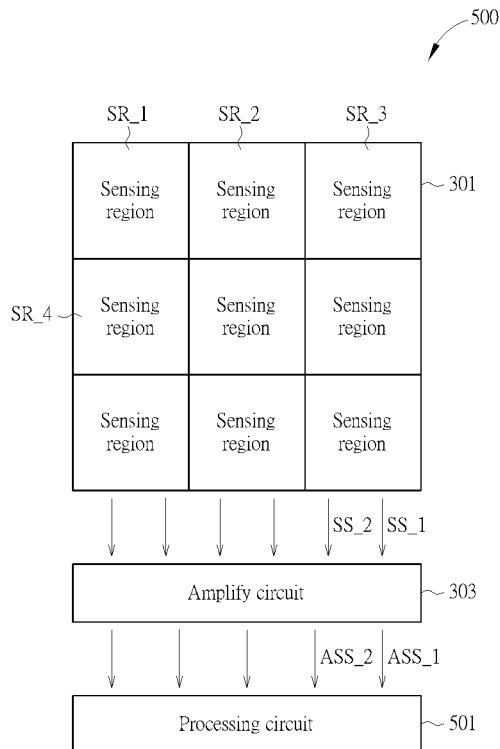 500
SR_1 SR_2 SR_3
Sensing region Sensing region Sensing region
301
SR_4
Sensing region Sensing region Sensing region
Sensing region Sensing region Sensing region
SS_2 SS_1
Amplify circuit
303
ASS_2 ASS_1
Processing circuit
501